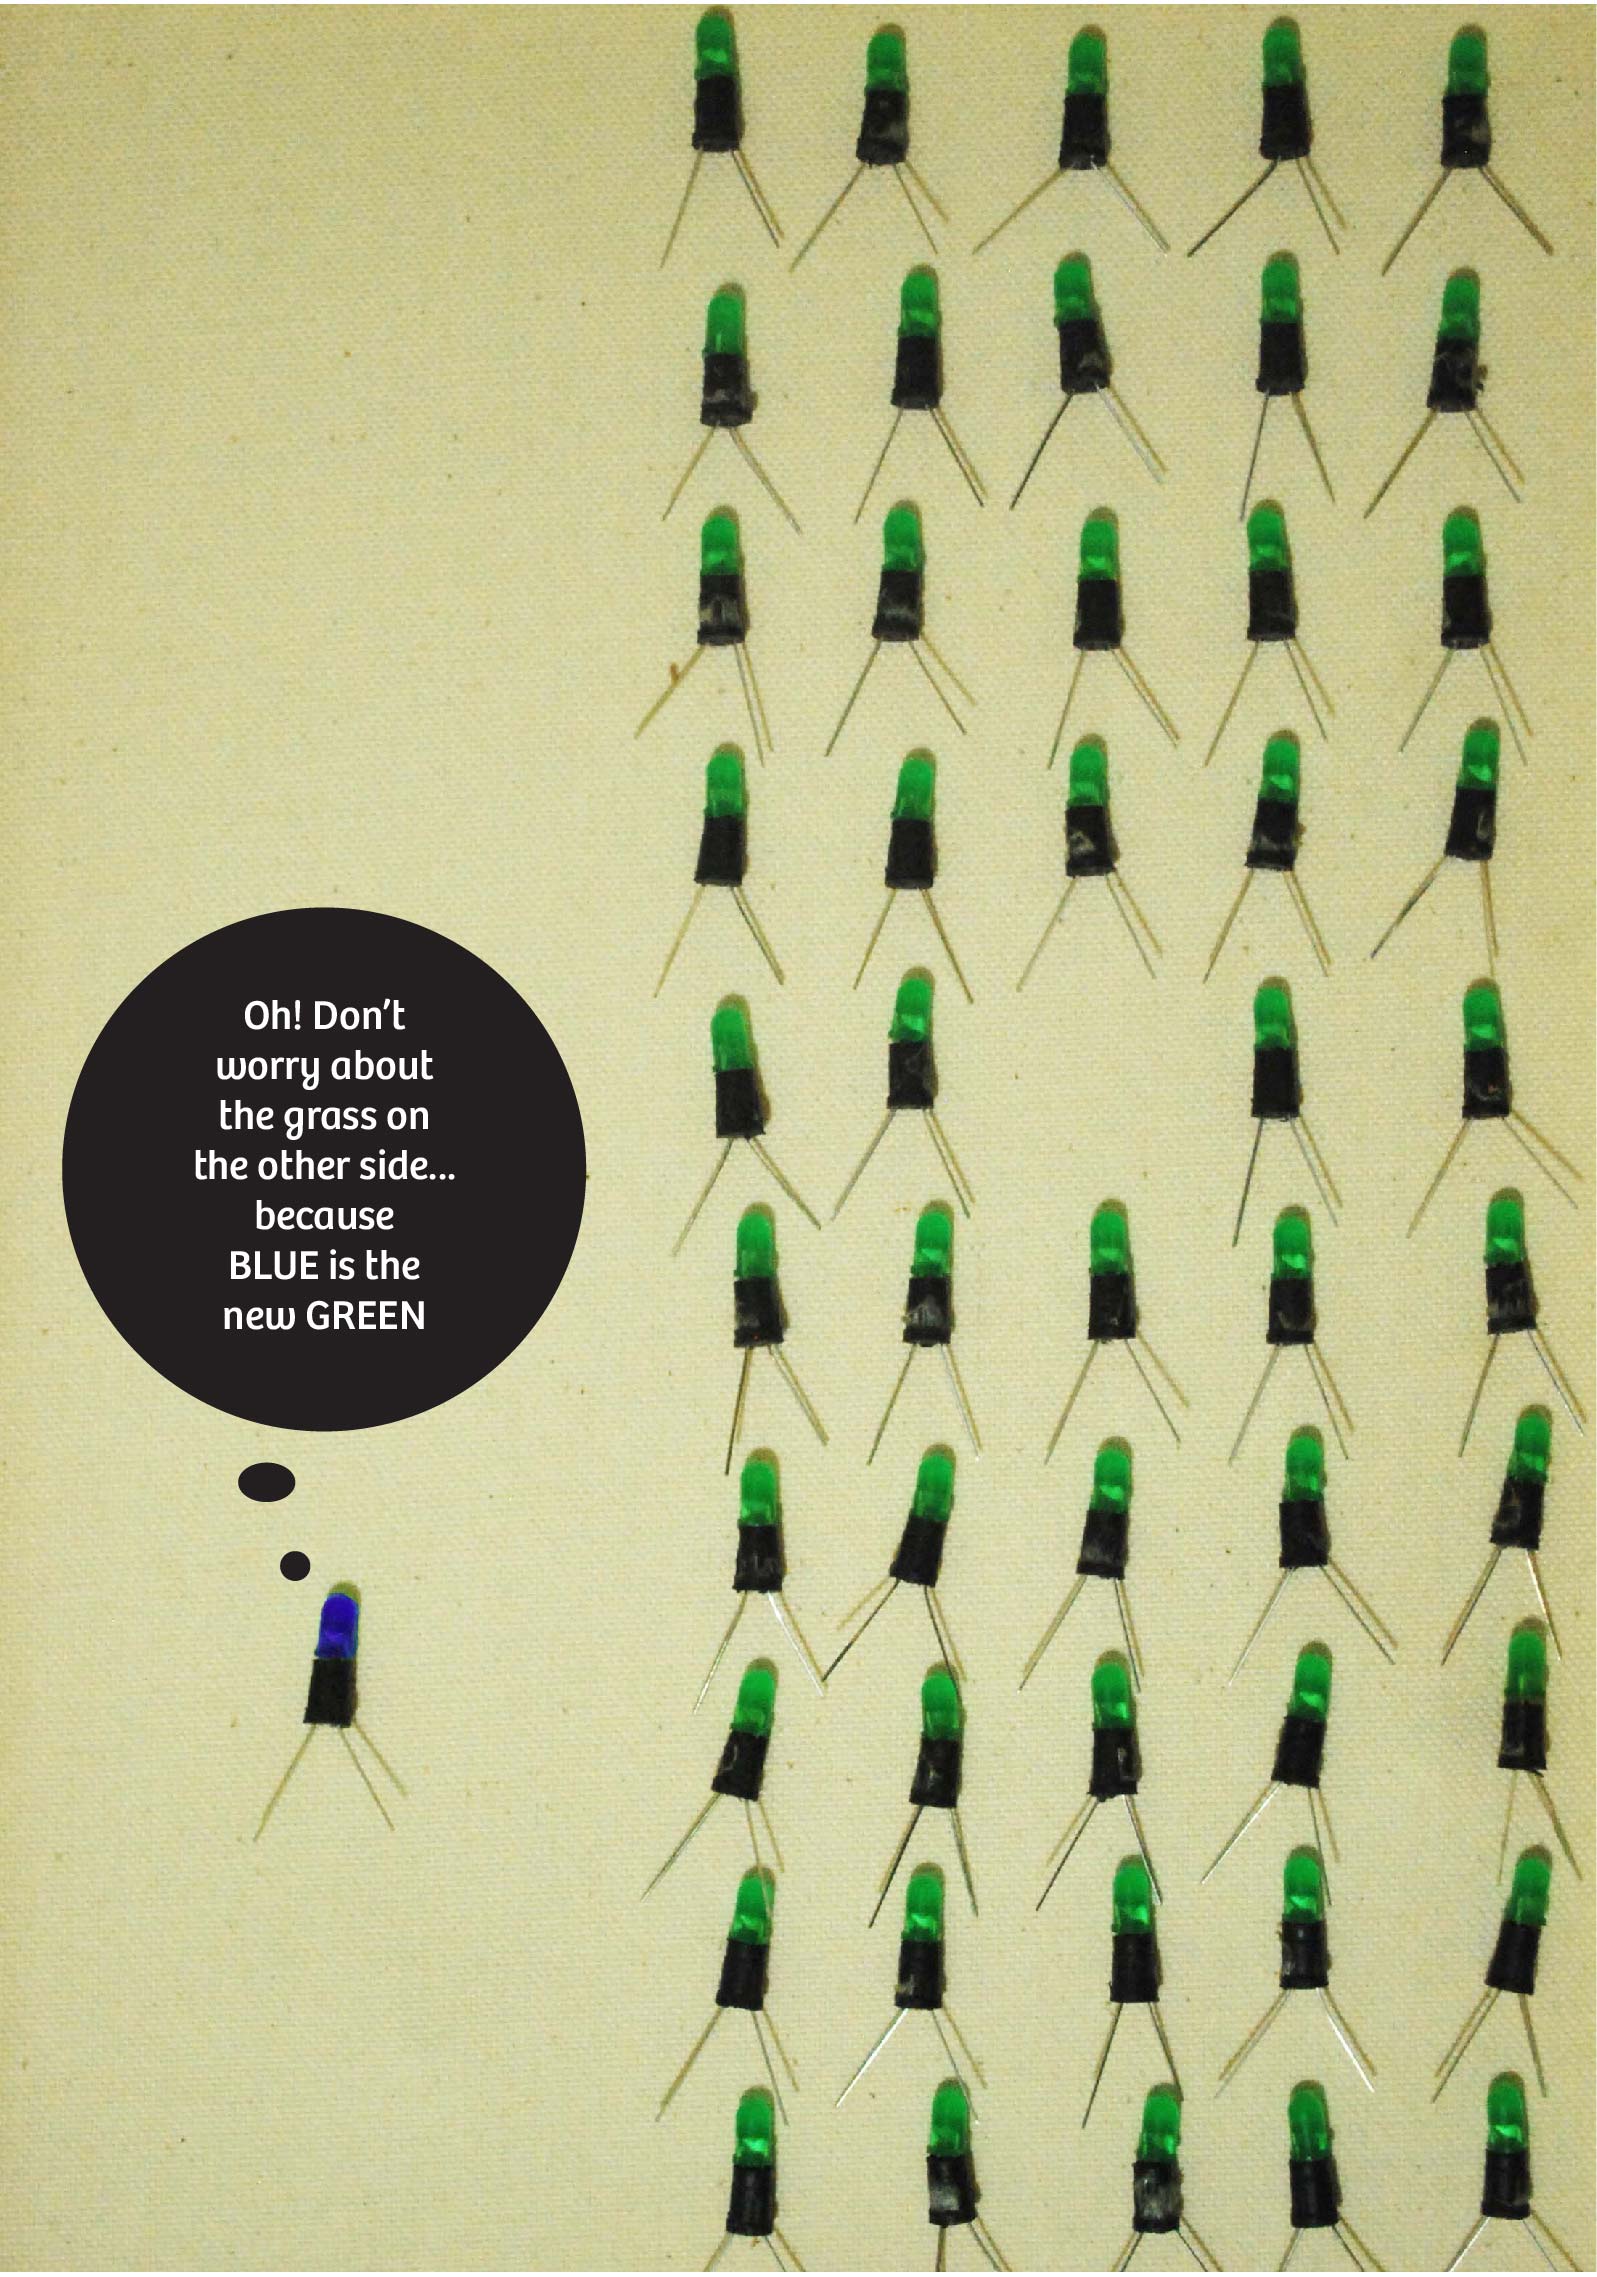 Oh! Don't
worry about
the grass on
the other side...
because
BLUE is the
new GREEN